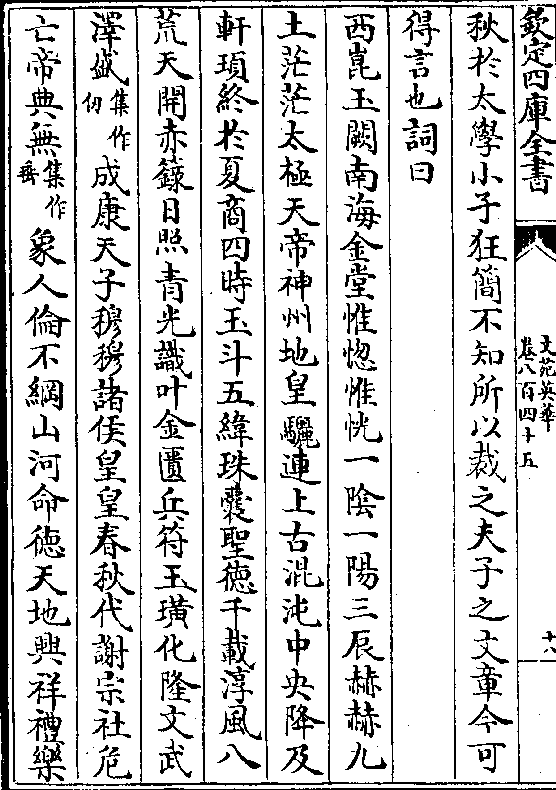 欽定四庫全書
文苑英華
卷八百四十五
十六
秋於太學小子狂簡不知所以裁之夫子之文章今可
得言也詞曰
西崑玉闕南海金堂惟惚惟恍一陰一陽三辰赫赫九
土茫茫太極天帝神州地皇驪連上古混沌中央降及
軒頊終於夏商四時玉斗五緯珠囊聖徳千載淳風八
荒天開赤籙日照青光識叶金匱兵符玉璜化隆文武
澤盛集作仞成康天子穆穆諸侯皇皇春秋代謝宗社危
亡帝典無集作乖象人倫不綱山河命徳天地興祥禮樂